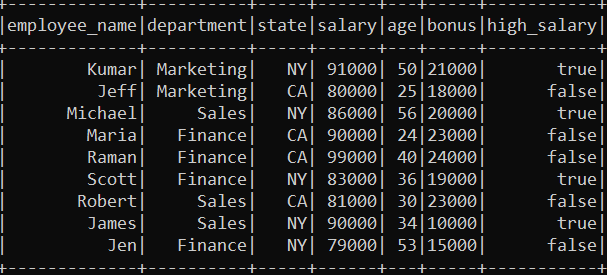 +-------------+----------+-----+------+---+-----+-----------+
|employee_name|department|state|salary|age|bonus|high_salary|
+-------------+----------+-----+------+---+-----+-----------+
|        Kumar| Marketing|   NY| 91000| 50|21000|       true|
|         Jeff| Marketing|   CA| 80000| 25|18000|      false|
|      Michael|     Sales|   NY| 86000| 56|20000|       true|
|        Maria|   Finance|   CA| 90000| 24|23000|      false|
|        Raman|   Finance|   CA| 99000| 40|24000|      false|
|        Scott|   Finance|   NY| 83000| 36|19000|       true|
|       Robert|     Sales|   CA| 81000| 30|23000|      false|
|        James|     Sales|   NY| 90000| 34|10000|       true|
|          Jen|   Finance|   NY| 79000| 53|15000|      false|
+-------------+----------+-----+------+---+-----+-----------+